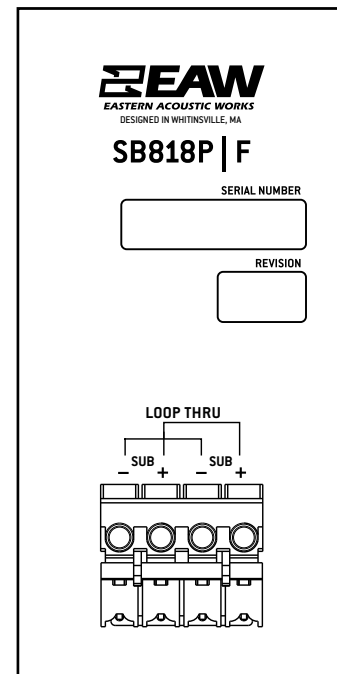 EAW
EASTERN ACOUSTIC WORKS
DESIGNED IN WHITINSVILLE, MA
SB818P | F
SERIAL NUMBER
REVISION
LOOP THRU
SUB SUB
− + − +